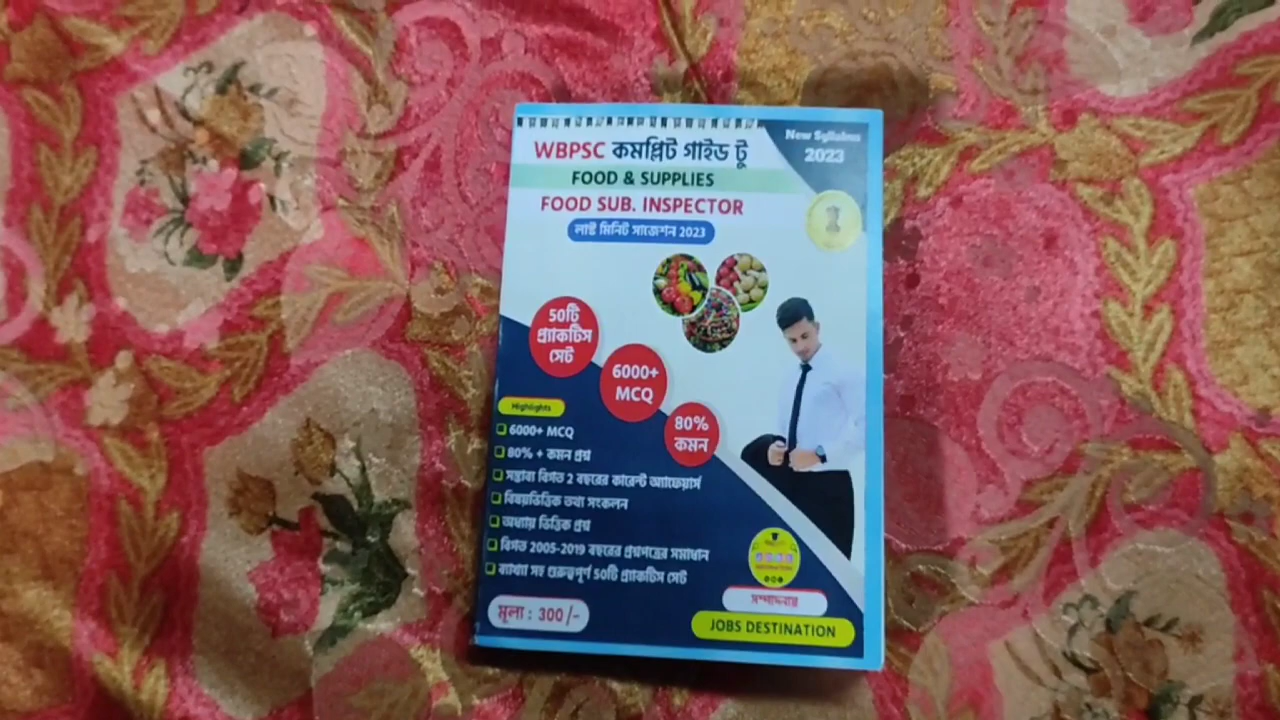 New Syllabus
2023
WBPSC কমপ্লিট গাইড টু
FOOD & SUPPLIES
FOOD SUB. INSPECTOR
লাস্ট মিনিট সাজেশন 2023
50টি
প্র্যাকটিস
সেট
6000+
MCQ
80%
কমন
Highlights
6000+ MCQ
80% + কমন প্রশ্ন
সম্ভাব্য বিগত 2 বছরের কারেন্ট অ্যাফেয়ার্স
বিষয়ভিত্তিক তথ্য সংকলন
অধ্যায় ভিত্তিক প্রশ্ন
বিগত 2005-2019 বছরের প্রশ্নপত্রের সমাধান
ব্যাখ্যা সহ গুরুত্বপূর্ণ 50টি প্র্যাকটিস সেট
মূল্য : 300/-
সম্পাদনায়
JOBS DESTINATION